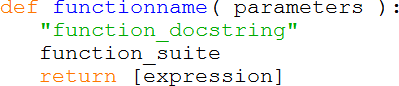 def functionname( parameters ):
   "function_docstring"
   function_suite
   return [expression]